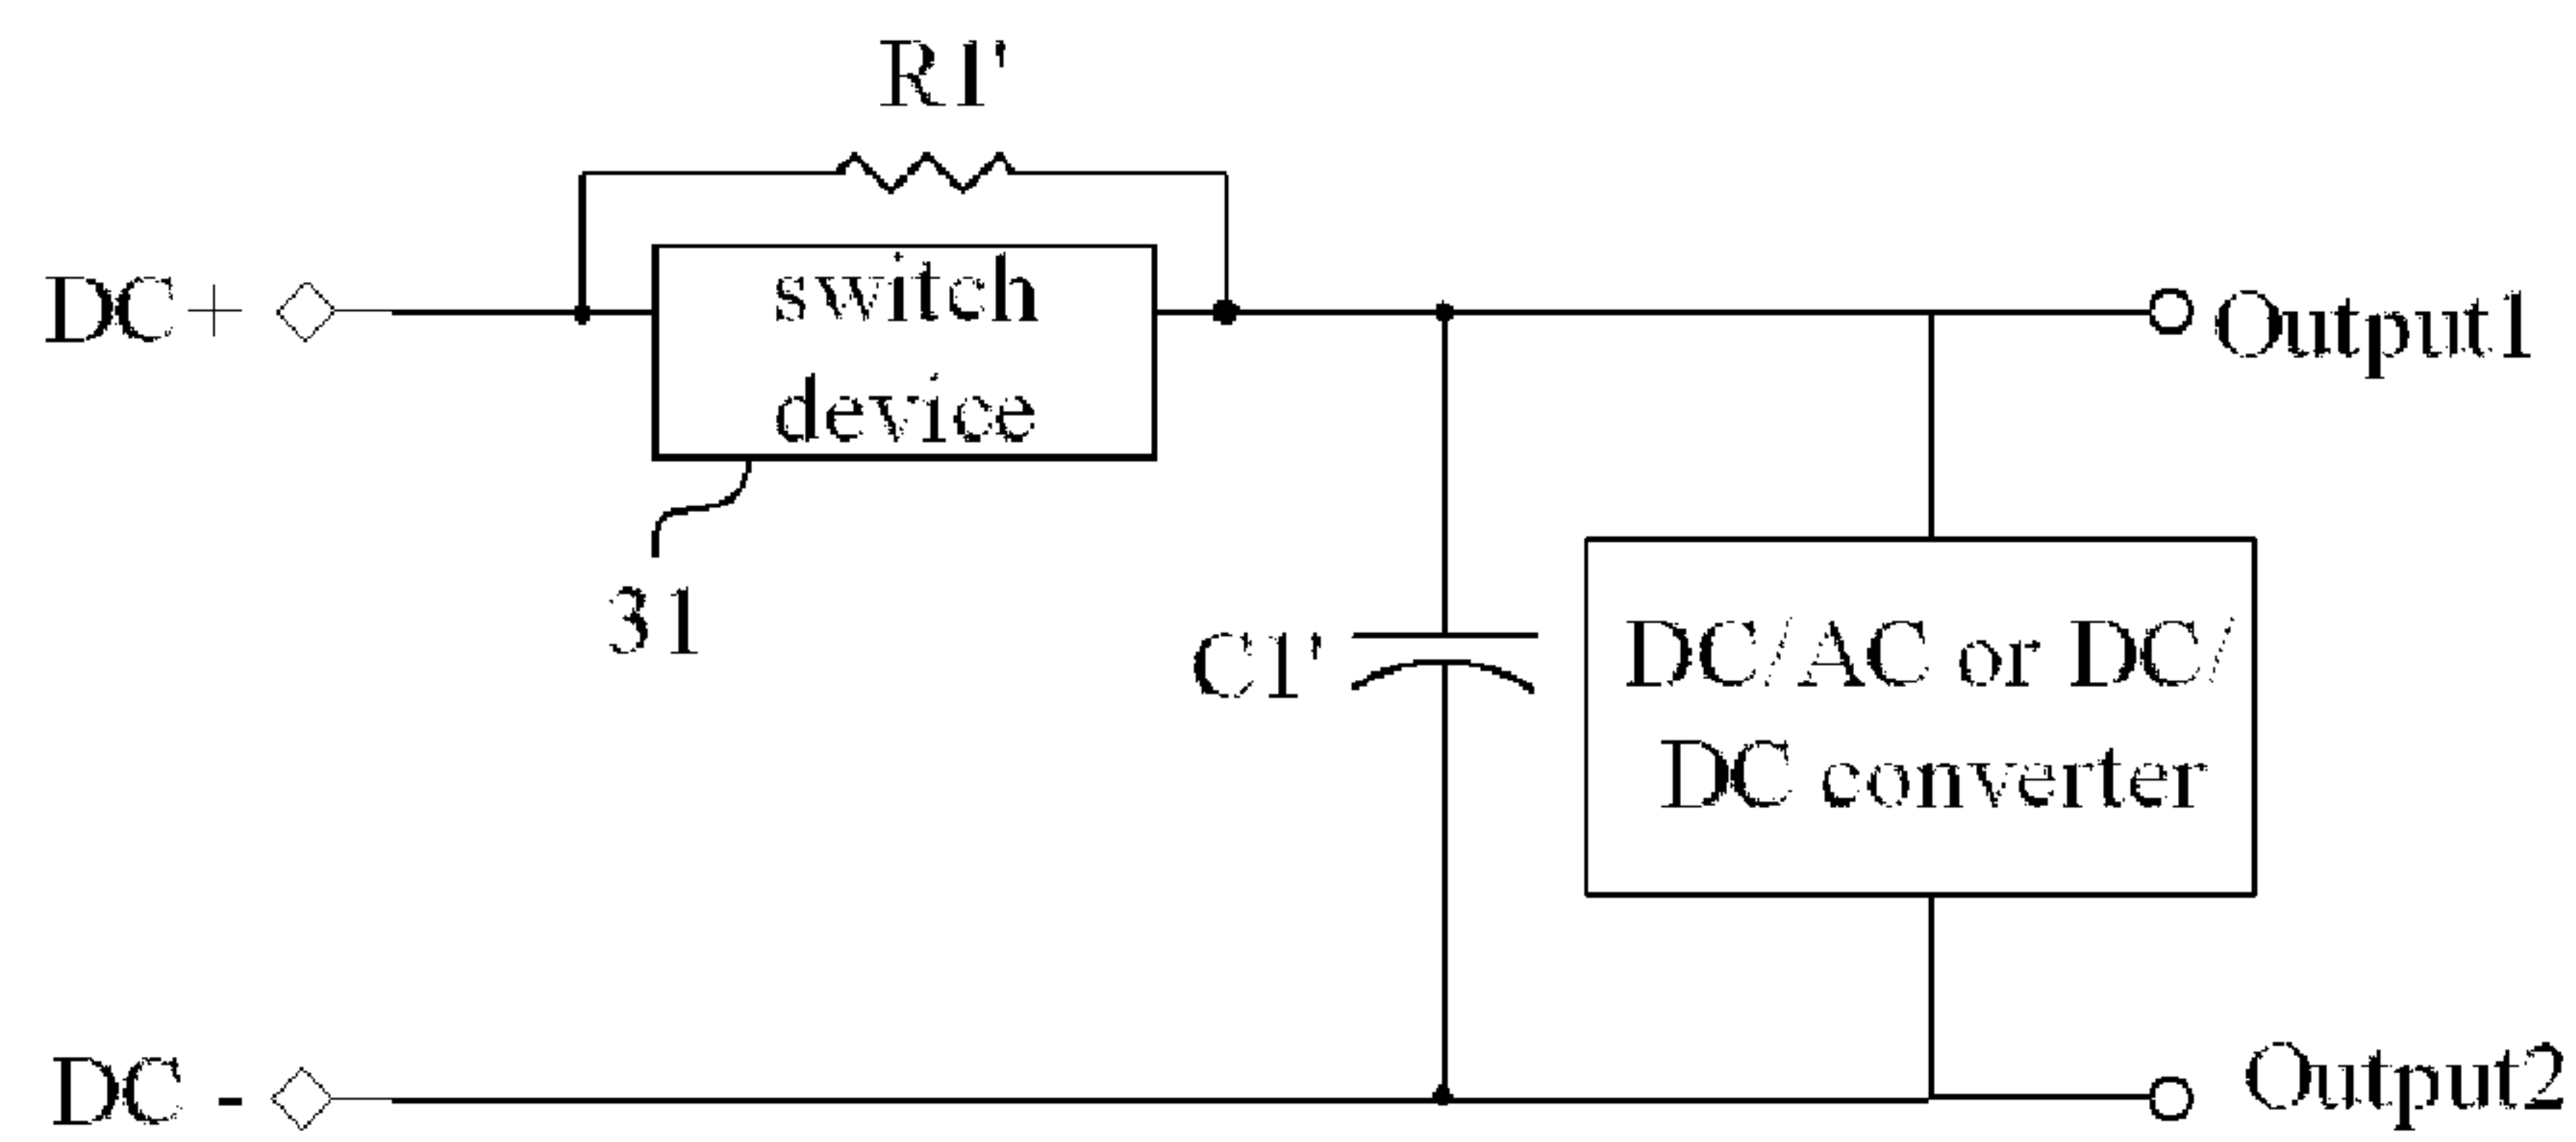 R1'
DC+
switch
device
Output1
31
C1'
DC/AC or DC/
DC converter
DC -
Output2